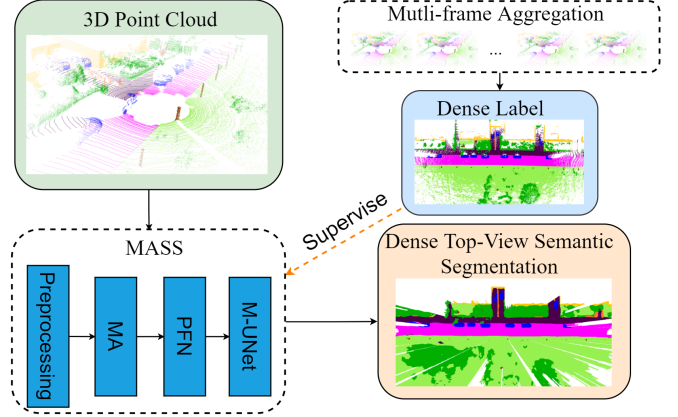 3D Point Cloud
Mutli-frame Aggregation
...
Dense Label
Supervise
MASS
Preprocessing
MA
PFN
M-UNet
Dense Top-View Semantic
Segmentation